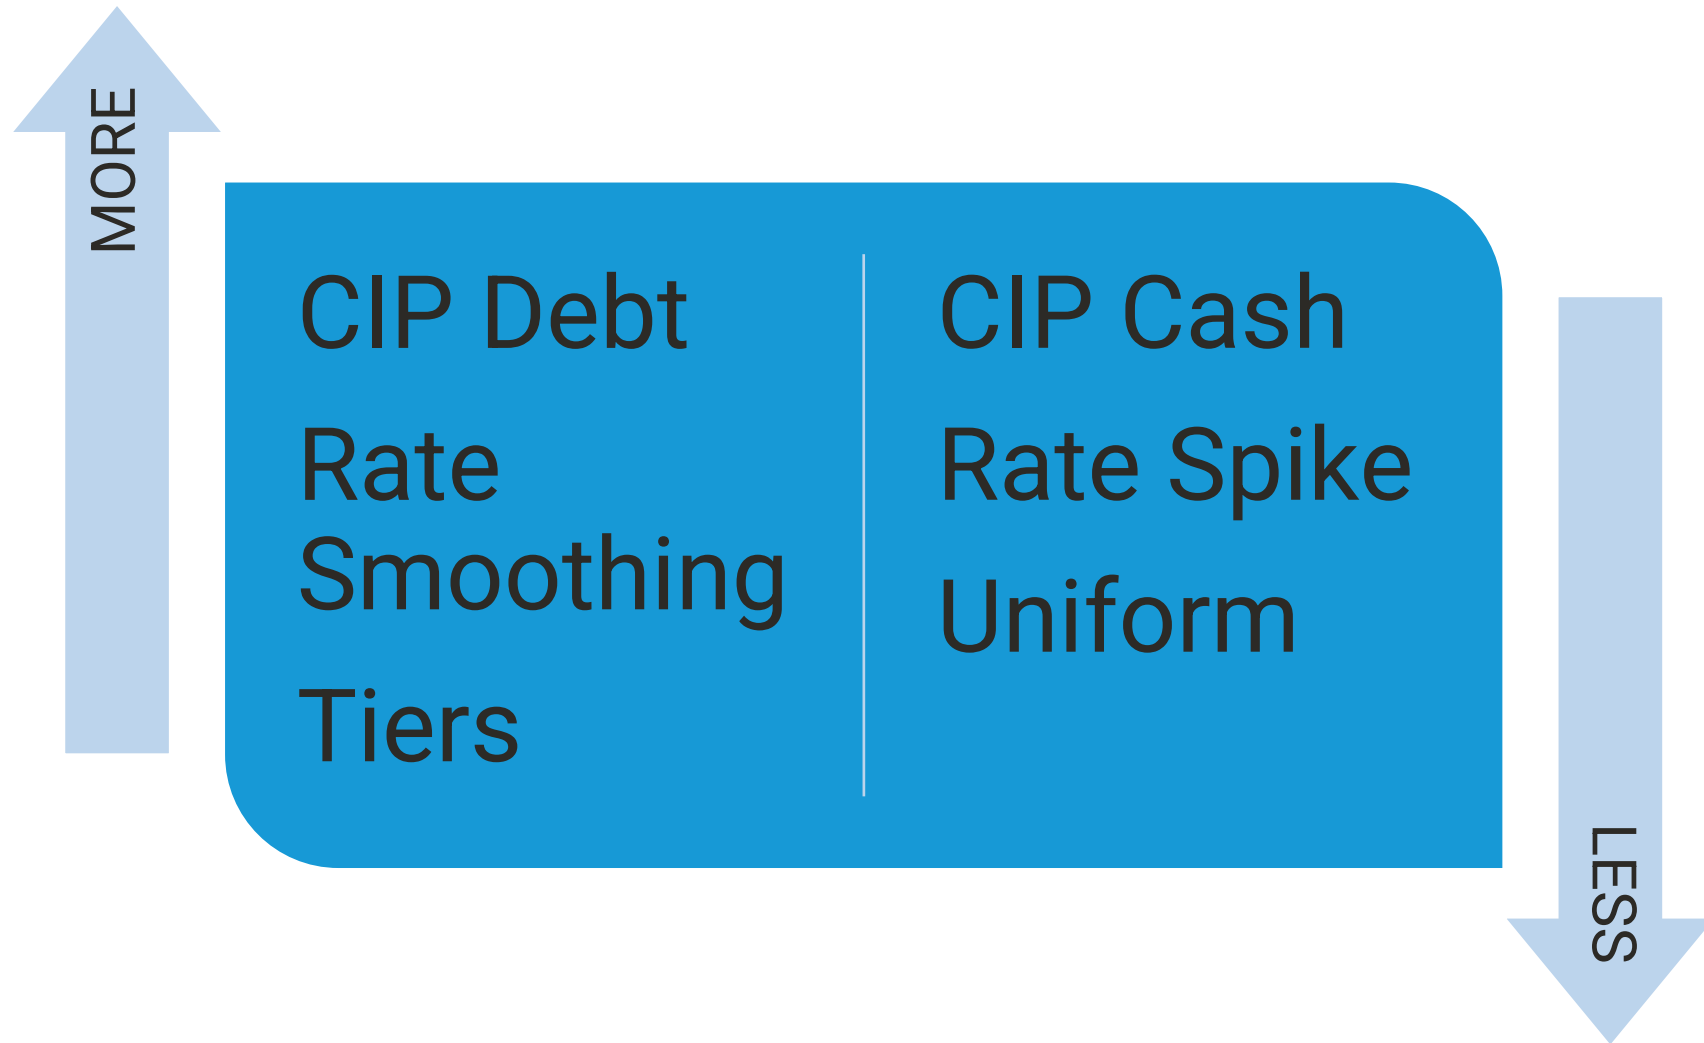 MORE
CIP Debt
Rate
Smoothing
Tiers
CIP Cash
Rate Spike
Uniform
LESS